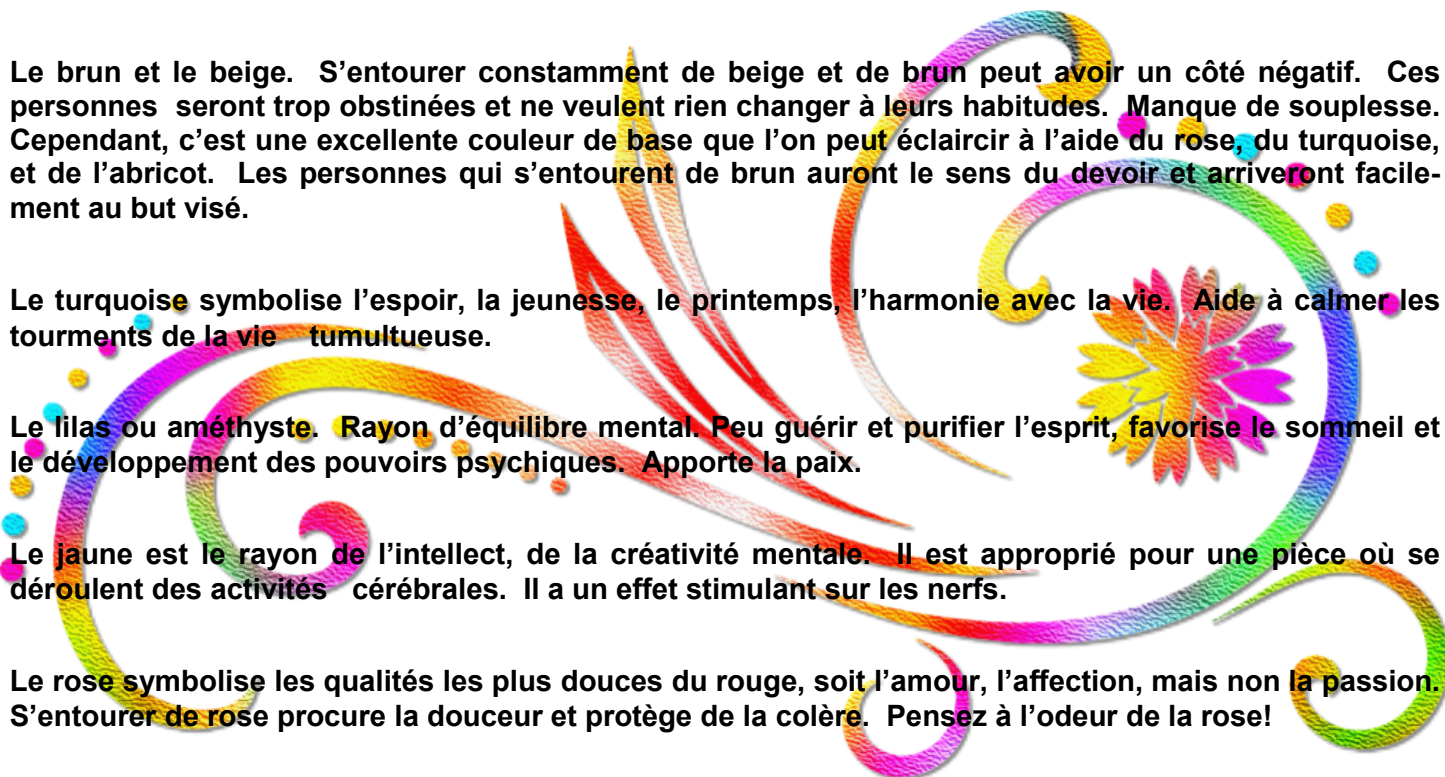 Le brun et le beige. S’entourer constamment de beige et de brun peut avoir un côté négatif. Ces
personnes seront trop obstinées et ne veulent rien changer à leurs habitudes. Manque de souplesse.
Cependant, c’est une excellente couleur de base que l’on peut éclaircir à l’aide du rose, du turquoise,
et de l’abricot. Les personnes qui s’entourent de brun auront le sens du devoir et arriveront facile-
ment au but visé.
Le turquoise symbolise l’espoir, la jeunesse, le printemps, l’harmonie avec la vie. Aide à calmer les
tourments de la vie tumultueuse.
Le lilas ou améthyste. Rayon d’équilibre mental. Peu guérir et purifier l’esprit, favorise le sommeil et
le développement des pouvoirs psychiques. Apporte la paix.
Le jaune est le rayon de l’intellect, de la créativité mentale. Il est approprié pour une pièce où se
déroulent des activités cérébrales. Il a un effet stimulant sur les nerfs.
Le rose symbolise les qualités les plus douces du rouge, soit l’amour, l’affection, mais non la passion.
S’entourer de rose procure la douceur et protège de la colère. Pensez à l’odeur de la rose!